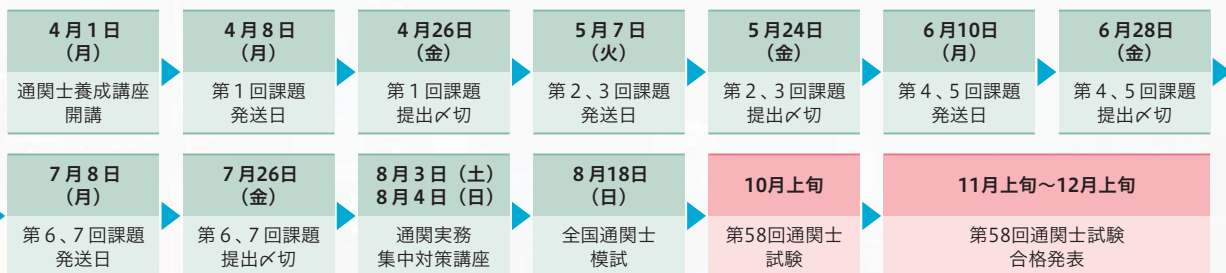 4月1日
(月)
通関士養成講座
開講
4月8日
(月)
第1回課題
発送日
4月26日
(金)
第1回課題
提出〆切
5月7日
(火)
第2、3回課題
発送日
5月24日
(金)
第2、3回課題
提出〆切
6月10日
(月)
第4、5回課題
発送日
6月28日
(金)
第4、5回課題
提出〆切
7月8日
(月)
第6、7回課題
発送日
7月26日
(金)
第6、7回課題
提出〆切
8月3日(土)
8月4日(日)
通関実務
集中対策講座
8月18日
(日)
全国通関士
模試
10月上旬
第58回通関士
試験
11月上旬~12月上旬
第58回通関士試験
合格発表